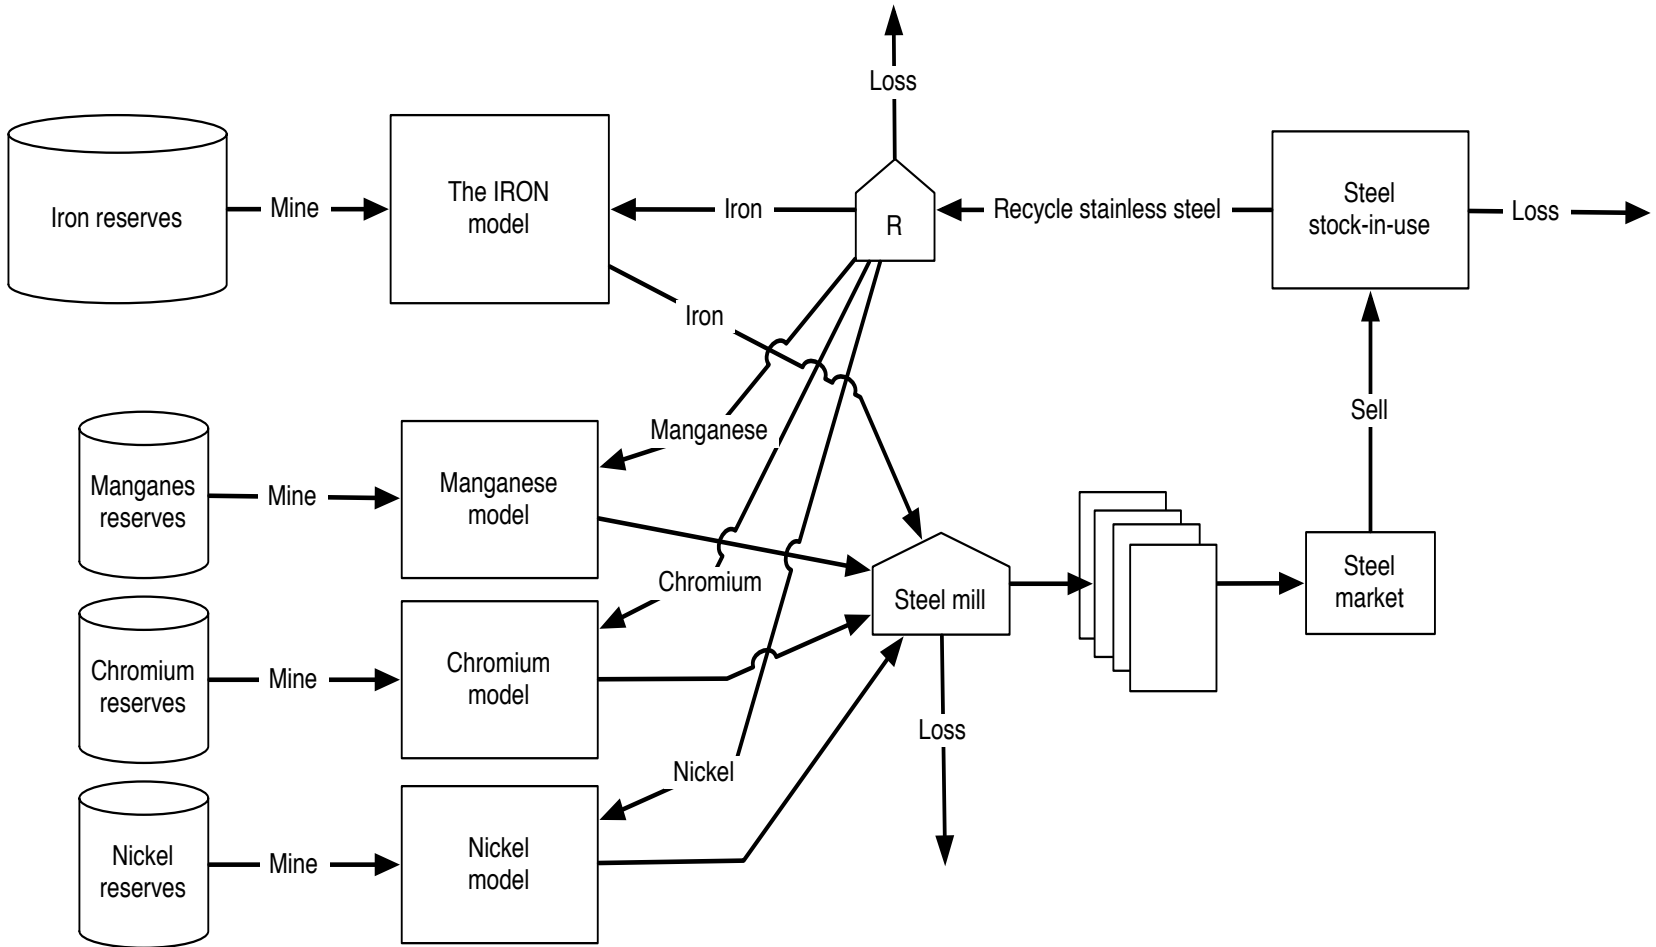 Loss
Iron reserves
Mine
The IRON
model
Iron
R
Recycle stainless steel
Steel
stock-in-use
Loss
Iron
Manganese
Sell
Manganes
reserves
Mine
Manganese
model
Chromium
Steel mill
Steel
market
Chromium
reserves
Mine
Chromium
model
Loss
Nickel
Nickel
reserves
Mine
Nickel
model